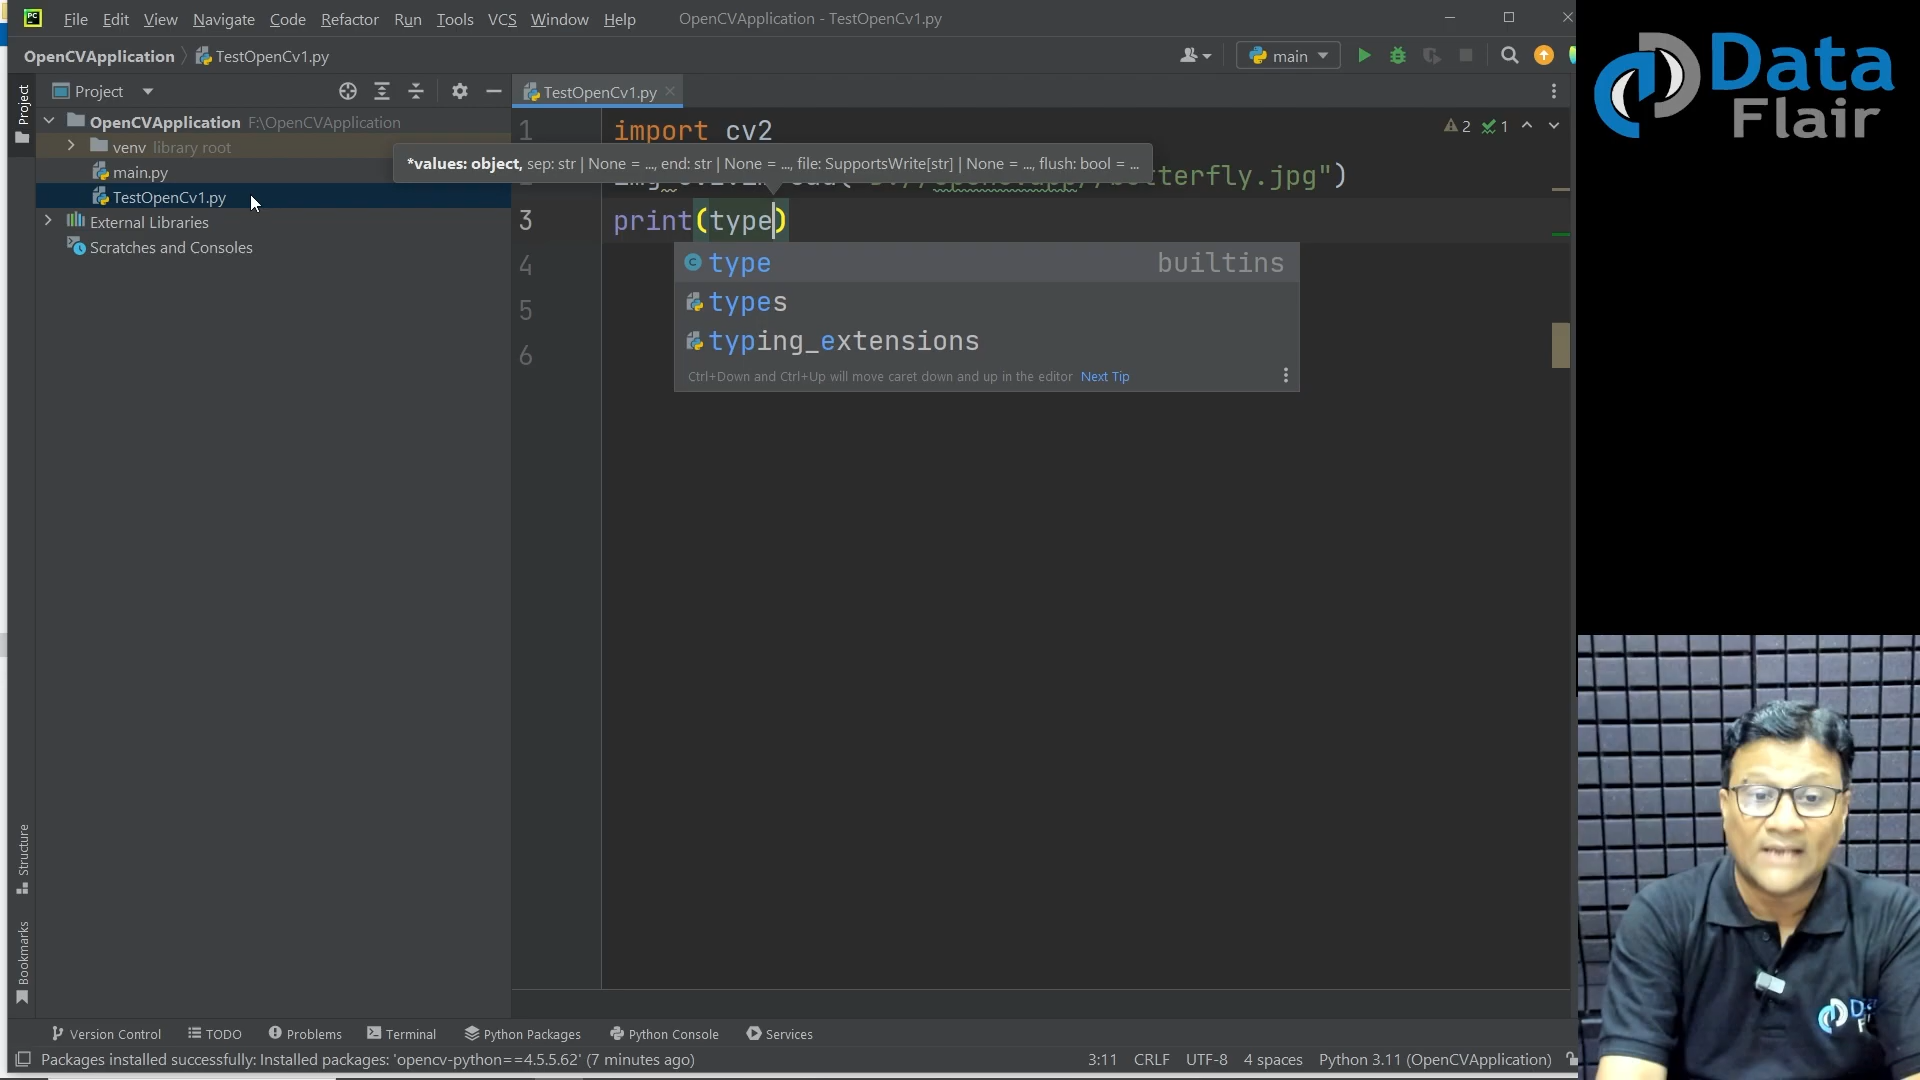 File Edit View Navigate Code Refactor Run Tools VCS Window Help OpenCVApplication - TestOpenCv1.py
OpenCVApplication TestOpenCv1.py main
Project
TestOpenCv1.py
Project
OpenCVApplication F:\OpenCVApplication
venv library root
main.py
TestOpenCv1.py
External Libraries
Scratches and Consoles
1 import cv2
2 1
*values: object, sep: str | None = ..., end: str | None = ..., file: SupportsWrite[str] | None = ..., flush: bool = ...
butterfly.jpg")
3 print(type)
4
5
6
type builtins
types
typing_extensions
Ctrl+Down and Ctrl+Up will move caret down and up in the editor Next Tip
Structure
Bookmarks
Version Control TODO Problems Terminal Python Packages Python Console Services
Packages installed successfully: Installed packages: 'opencv-python==4.5.5.62' (7 minutes ago) 3:11 CRLF UTF-8 4 spaces Python 3.11 (OpenCVApplication)
Data
Flair